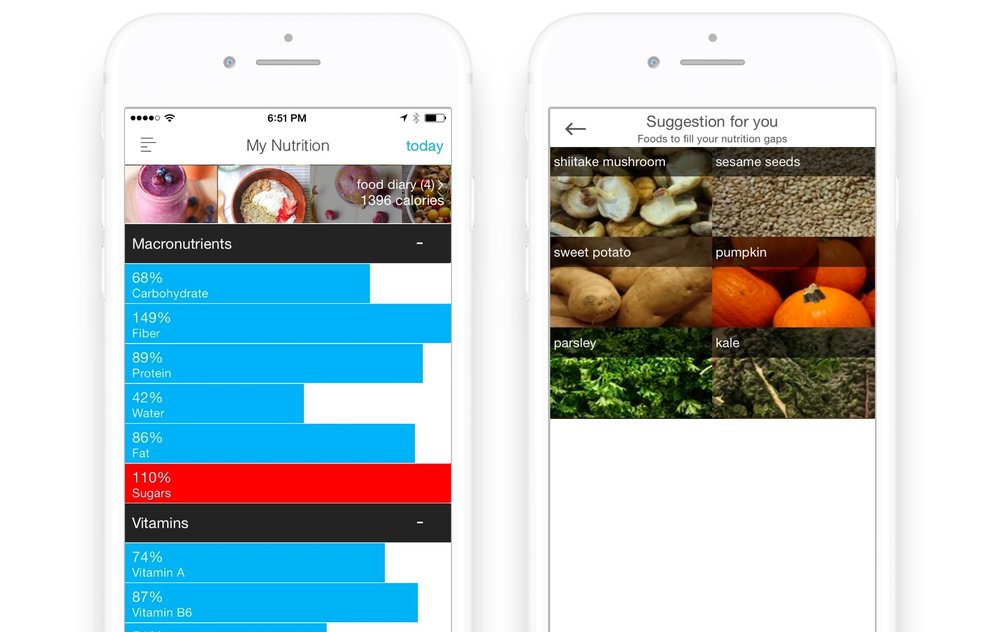 6:51 PM
My Nutrition
today
food diary (4)
1396 calories
Macronutrients -
68%
Carbohydrate
149%
Fiber
89%
Protein
42%
Water
86%
Fat
110%
Sugars
Vitamins -
74%
Vitamin A
87%
Vitamin B6
Suggestion for you
Foods to fill your nutrition gaps
shiitake mushroom
sesame seeds
sweet potato
pumpkin
parsley
kale